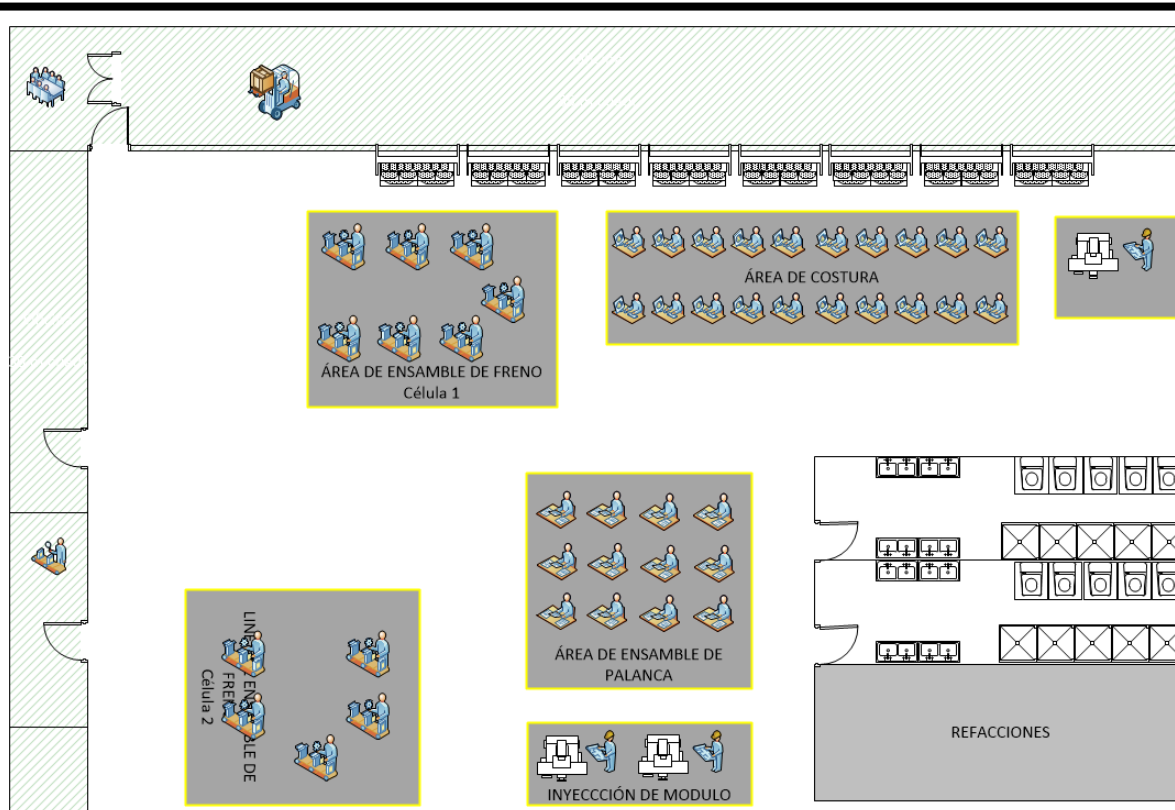 ÁREA DE COSTURA
ÁREA DE ENSAMBLE DE FRENO
Célula 1
ÁREA DE ENSAMBLE DE
PALANCA
DE
Célula 2
REFACCIONES
INYECCCIÓN DE MODULO